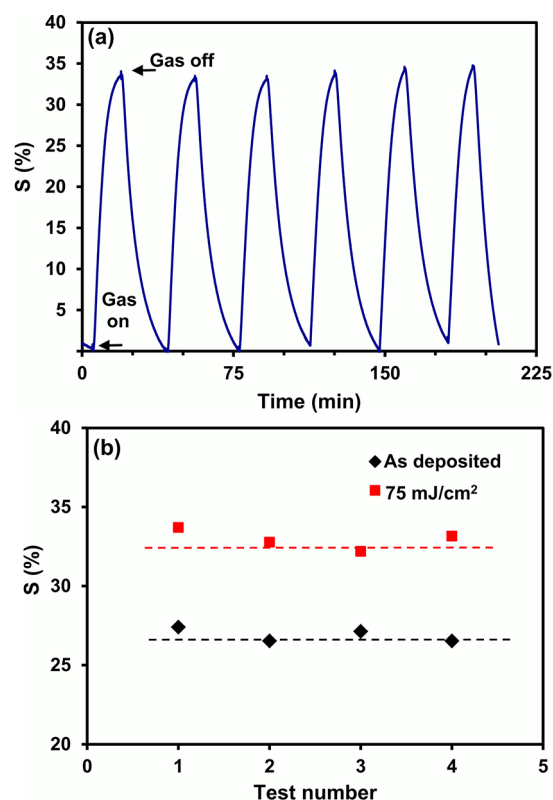 40
(a)
Gas off
35
30
25
S (%)
20
15
10
5
Gas
on
0
75
150
225
Time (min)
40
(b)
As deposited
75 mJ/cm²
35
S (%)
30
25
20
0
1
2
3
4
5
Test number